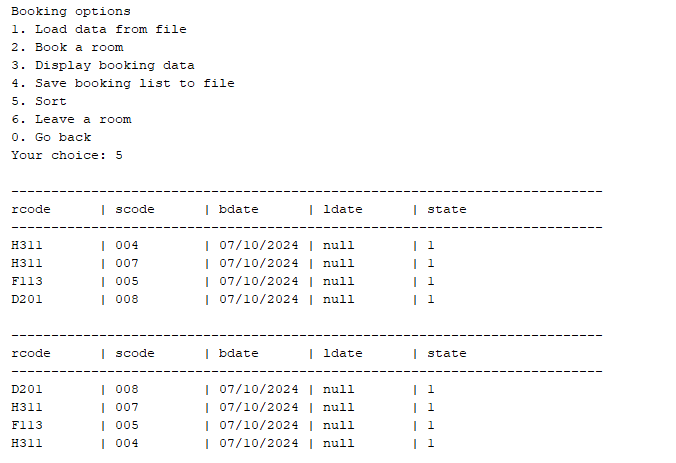 Booking options
1. Load data from file
2. Book a room
3. Display booking data
4. Save booking list to file
5. Sort
6. Leave a room
0. Go back
Your choice: 5
--------------------------------------------------------------------------
rcode | scode | bdate | ldate | state
--------------------------------------------------------------------------
H311 | 004 | 07/10/2024 | null | 1
H311 | 007 | 07/10/2024 | null | 1
F113 | 005 | 07/10/2024 | null | 1
D201 | 008 | 07/10/2024 | null | 1
--------------------------------------------------------------------------
rcode | scode | bdate | ldate | state
--------------------------------------------------------------------------
D201 | 008 | 07/10/2024 | null | 1
H311 | 007 | 07/10/2024 | null | 1
F113 | 005 | 07/10/2024 | null | 1
H311 | 004 | 07/10/2024 | null | 1